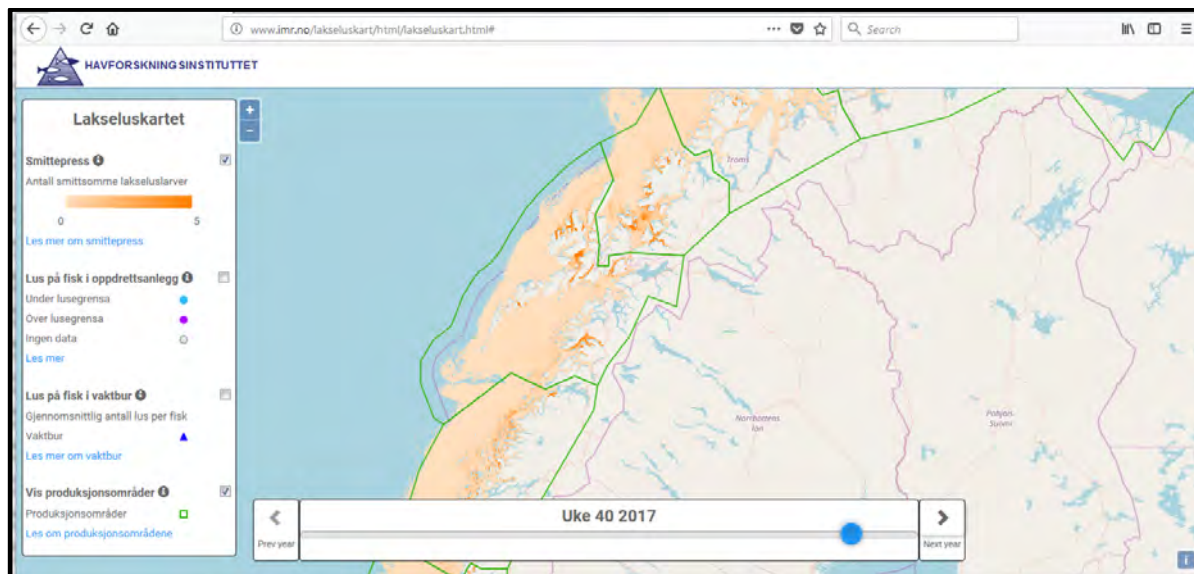 www.imr.no/lakseluskart/html/lakseluskart.html#
Search
HAVFORSKNINGSINSTITUTTET
+
−
Lakseluskartet
Smittepress
Antall smittsomme lakseluslarver
0 5
Les mer om smittepress
Lus på fisk i oppdrettsanlegg
Under lusegrensa
Over lusegrensa
Ingen data
Les mer
Lus på fisk i vaktbur
Gjennomsnittlig antall lus per fisk
Vaktbur
Les mer om vaktbur
Vis produksjonsområder
Produksjonsområder
Les om produksjonsområdene
Troms
Norrbottens
län
Pohjois-
Suomi
Uke 40 2017
Prev year
Next year